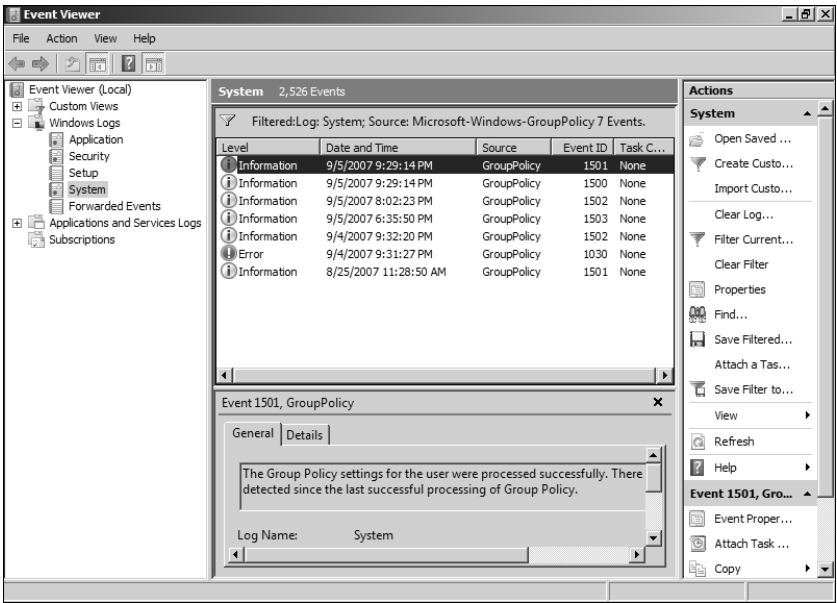 Event Viewer
File Action View Help
Event Viewer (Local)
Custom Views
Windows Logs
Application
Security
Setup
System
Forwarded Events
Applications and Services Logs
Subscriptions
System 2,526 Events
Filtered:Log: System; Source: Microsoft-Windows-GroupPolicy 7 Events.
Level Date and Time Source Event ID Task C...
Information 9/5/2007 9:29:14 PM GroupPolicy 1501 None
Information 9/5/2007 9:29:14 PM GroupPolicy 1500 None
Information 9/5/2007 8:02:23 PM GroupPolicy 1502 None
Information 9/5/2007 6:35:50 PM GroupPolicy 1503 None
Information 9/4/2007 9:32:20 PM GroupPolicy 1502 None
Error 9/4/2007 9:31:27 PM GroupPolicy 1030 None
Information 8/25/2007 11:28:50 AM GroupPolicy 1501 None
Event 1501, GroupPolicy
General Details
The Group Policy settings for the user were processed successfully. There
detected since the last successful processing of Group Policy.
Log Name: System
Actions
System
Open Saved ...
Create Custo...
Import Custo...
Clear Log...
Filter Current...
Clear Filter
Properties
Find...
Save Filtered...
Attach a Tas...
Save Filter to...
View
Refresh
Help
Event 1501, Gro...
Event Proper...
Attach Task ...
Copy